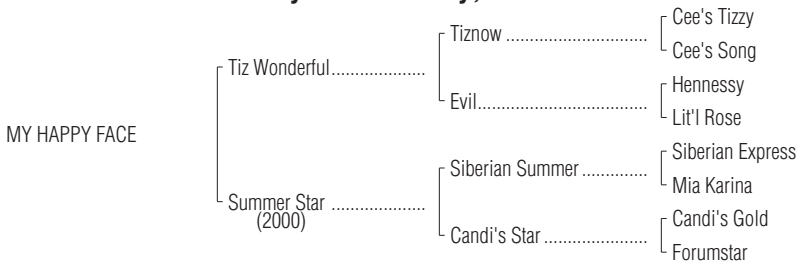 Cee's Tizzy
Tiznow ................................
Cee's Song
Tiz Wonderful.....................
Hennessy
Evil......................................
Lit'l Rose
MY HAPPY FACE
Siberian Express
Siberian Summer ...............
Mia Karina
Summer Star .....................
(2000)
Candi's Gold
Candi's Star ........................
Forumstar